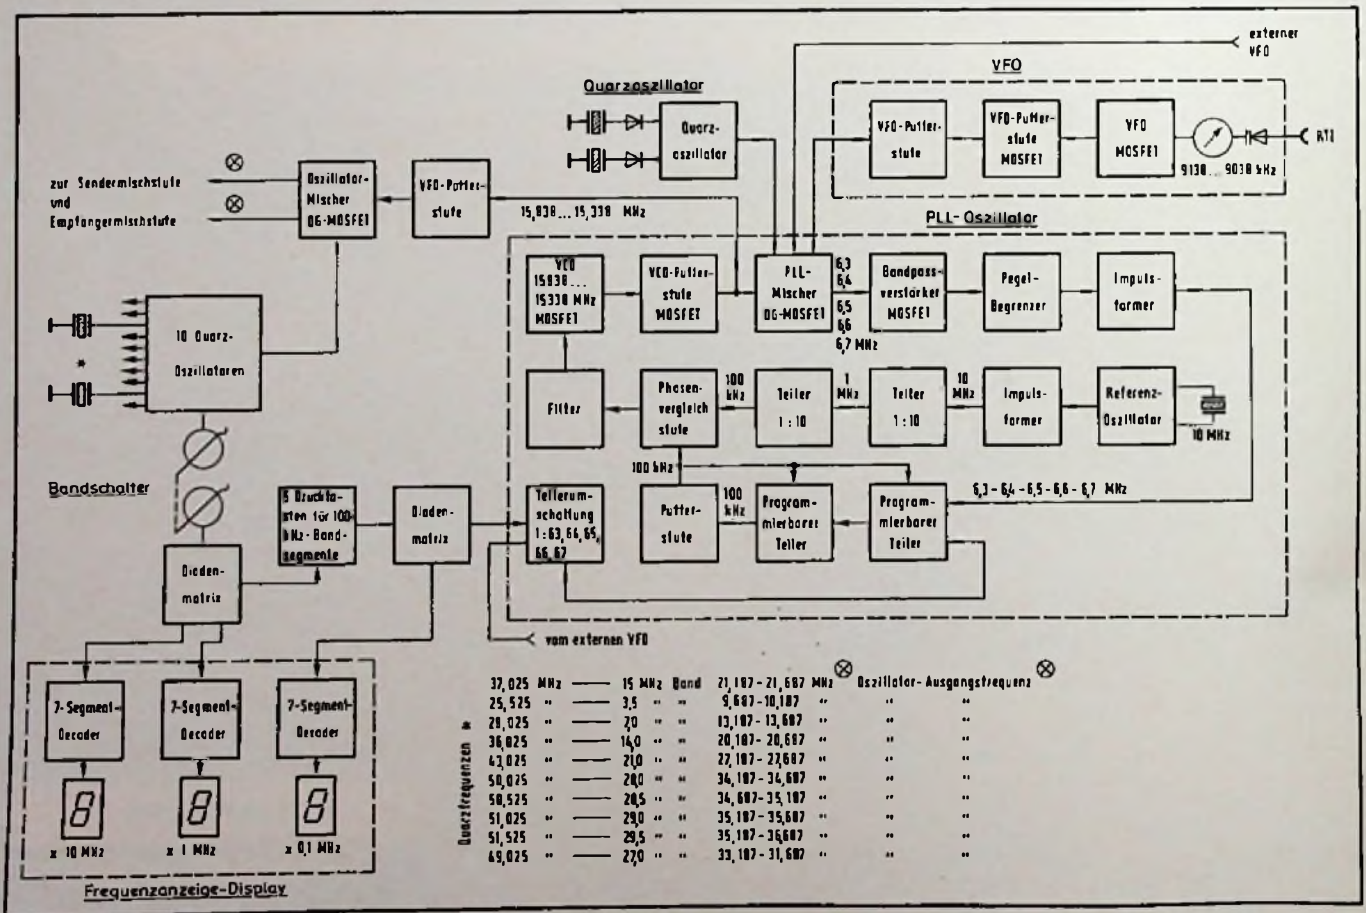 externer
VFO
VFO
Quarzoszillator
Quarz-
oszillator
VFO-Puffer-
stufe
VFO-Puffer-
stufe
MOSFET
VFO
MOSFET
9138... 9038 kHz
zur Sendermischstufe
und
Empfängermischstufe
Oszillator-
Mischer
DG-MOSFET
VFO-Puffer-
stufe
15,838... 15,338 MHz
PLL-Oszillator
VCO
15838...
15338 MHz
MOSFET
VCO-Puffer-
stufe
MOSFET
PLL-
Mischer
DG-MOSFET
6,3
6,4
6,5
6,6
6,7 MHz
Bandpass-
verstärker
MOSFET
Pegel-
Begrenzer
Impuls-
former
10 Quarz-
Oszillatoren
*
Filter
Phasen-
vergleich
stufe
100
kHz
Teiler
1:10
1
MHz
Teiler
1:10
10
MHz
Impuls-
former
Referenz-
Oszillator
10 MHz
Bandschalter
5 Druckta-
sten für 100-
kHz-Band-
segmente
Dioden-
matrix
Teilerum-
schaltung
1:63, 64, 65,
66, 67
100 kHz
Puffer-
stufe
100
kHz
Program-
mierbarer
Teiler
Program-
mierbarer
Teiler
6,3-6,4-6,5-6,6-6,7 MHz
Dioden-
matrix
vom externen VFO
7-Segment-
Decoder
7-Segment-
Decoder
7-Segment-
Decoder
8
8
8
x 10 MHz
x 1 MHz
x 0,1 MHz
Frequenzanzeige-Display
Quarzfrequenzen *
37,025 MHz — 15 MHz Band 21,187-21,687 MHz Oszillator-Ausgangsfrequenz
25,525 " — 3,5 " " 9,687-10,187 " " "
29,025 " — 7,0 " " 13,187-13,687 " " "
36,025 " — 14,0 " " 20,187-20,687 " " "
43,025 " — 21,0 " " 27,187-27,687 " " "
50,025 " — 28,0 " " 34,187-34,687 " " "
50,525 " — 28,5 " " 34,687-35,187 " " "
51,025 " — 29,0 " " 35,187-35,687 " " "
51,525 " — 29,5 " " 35,187-36,687 " " "
49,025 " — 27,0 " " 33,187-31,687 " " "